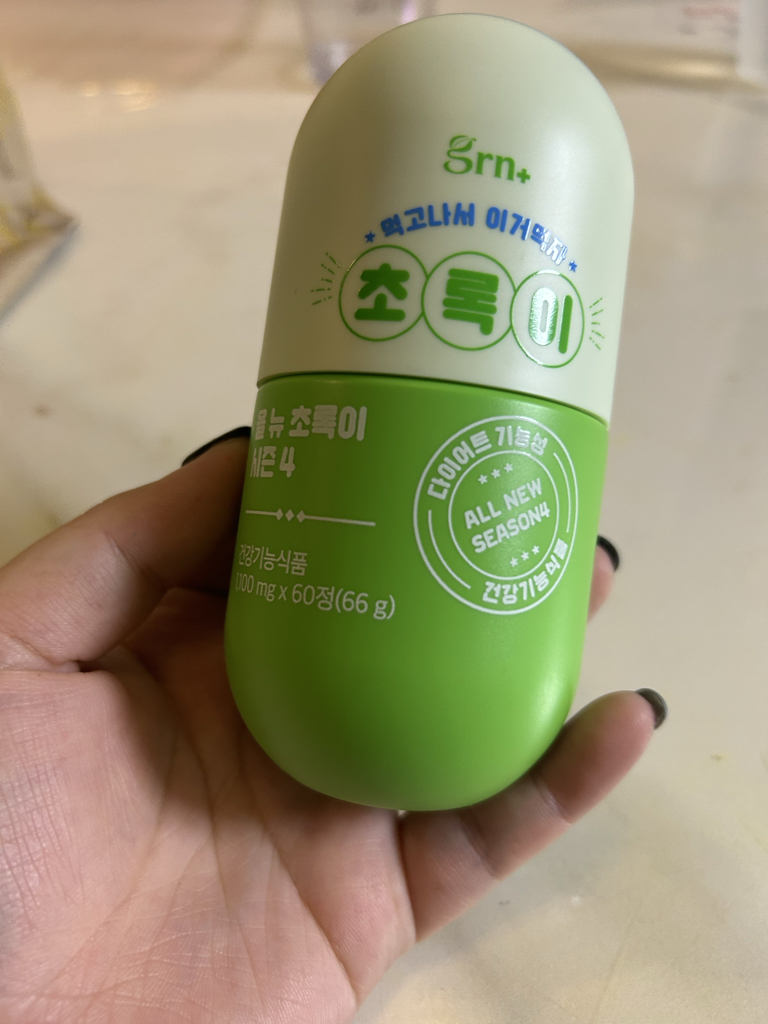 grn+
먹고나서 이거먹자
초록이
올 뉴 초록이
시즌 4
건강기능식품
1,100 mg x 60정(66 g)
다이어트 기능성
ALL NEW
SEASON4
건강기능식품